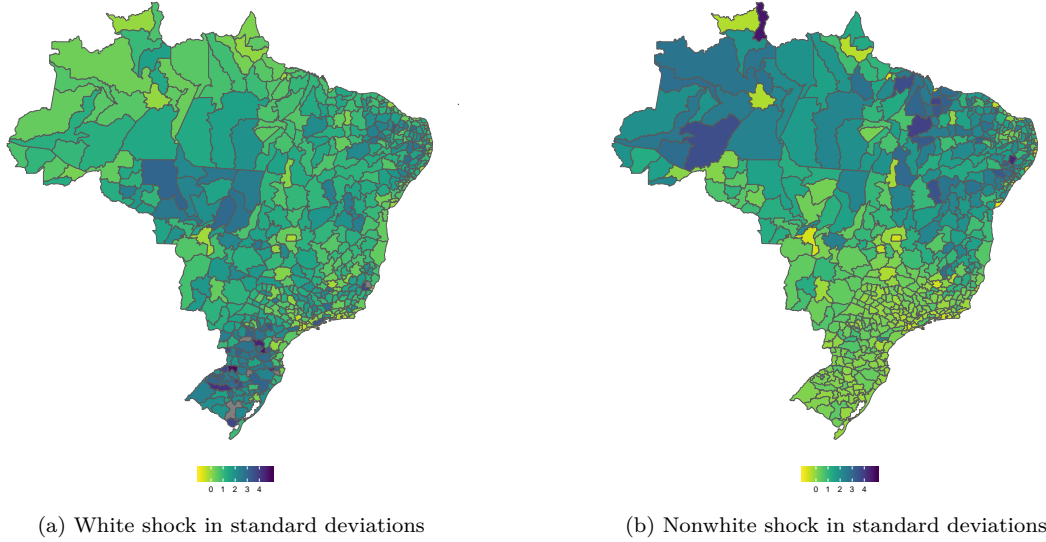 0 1 2 3 4
0 1 2 3 4
(a) White shock in standard deviations
(b) Nonwhite shock in standard deviations